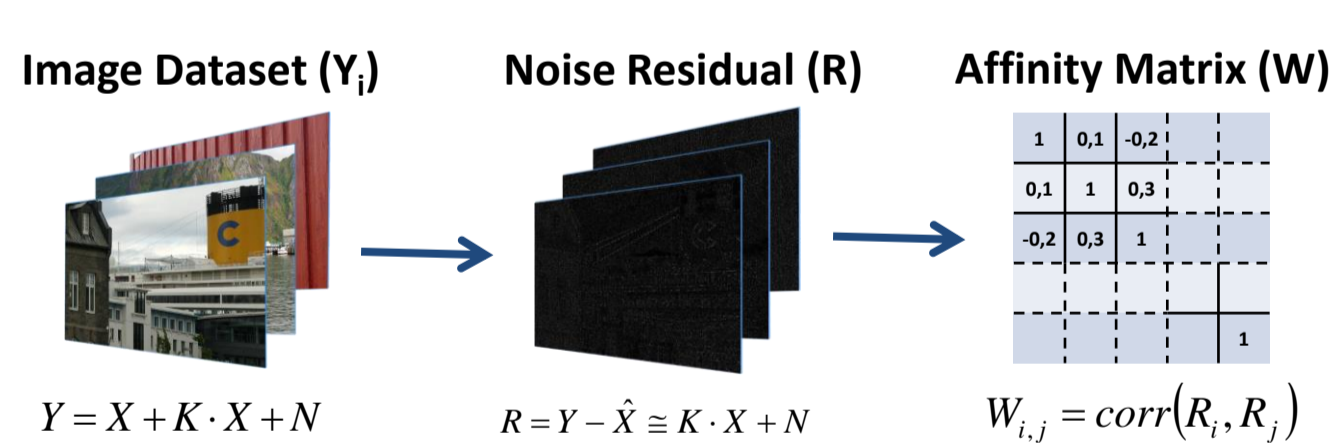 Image Dataset (Yᵢ)
Noise Residual (R)
Affinity Matrix (W)
C
1 0,1 -0,2
0,1 1 0,3
-0,2 0,3 1
1
Y = X + K · X + N
R = Y − X̂ ≅ K · X + N
Wᵢ,ⱼ = corr(Rᵢ, Rⱼ)